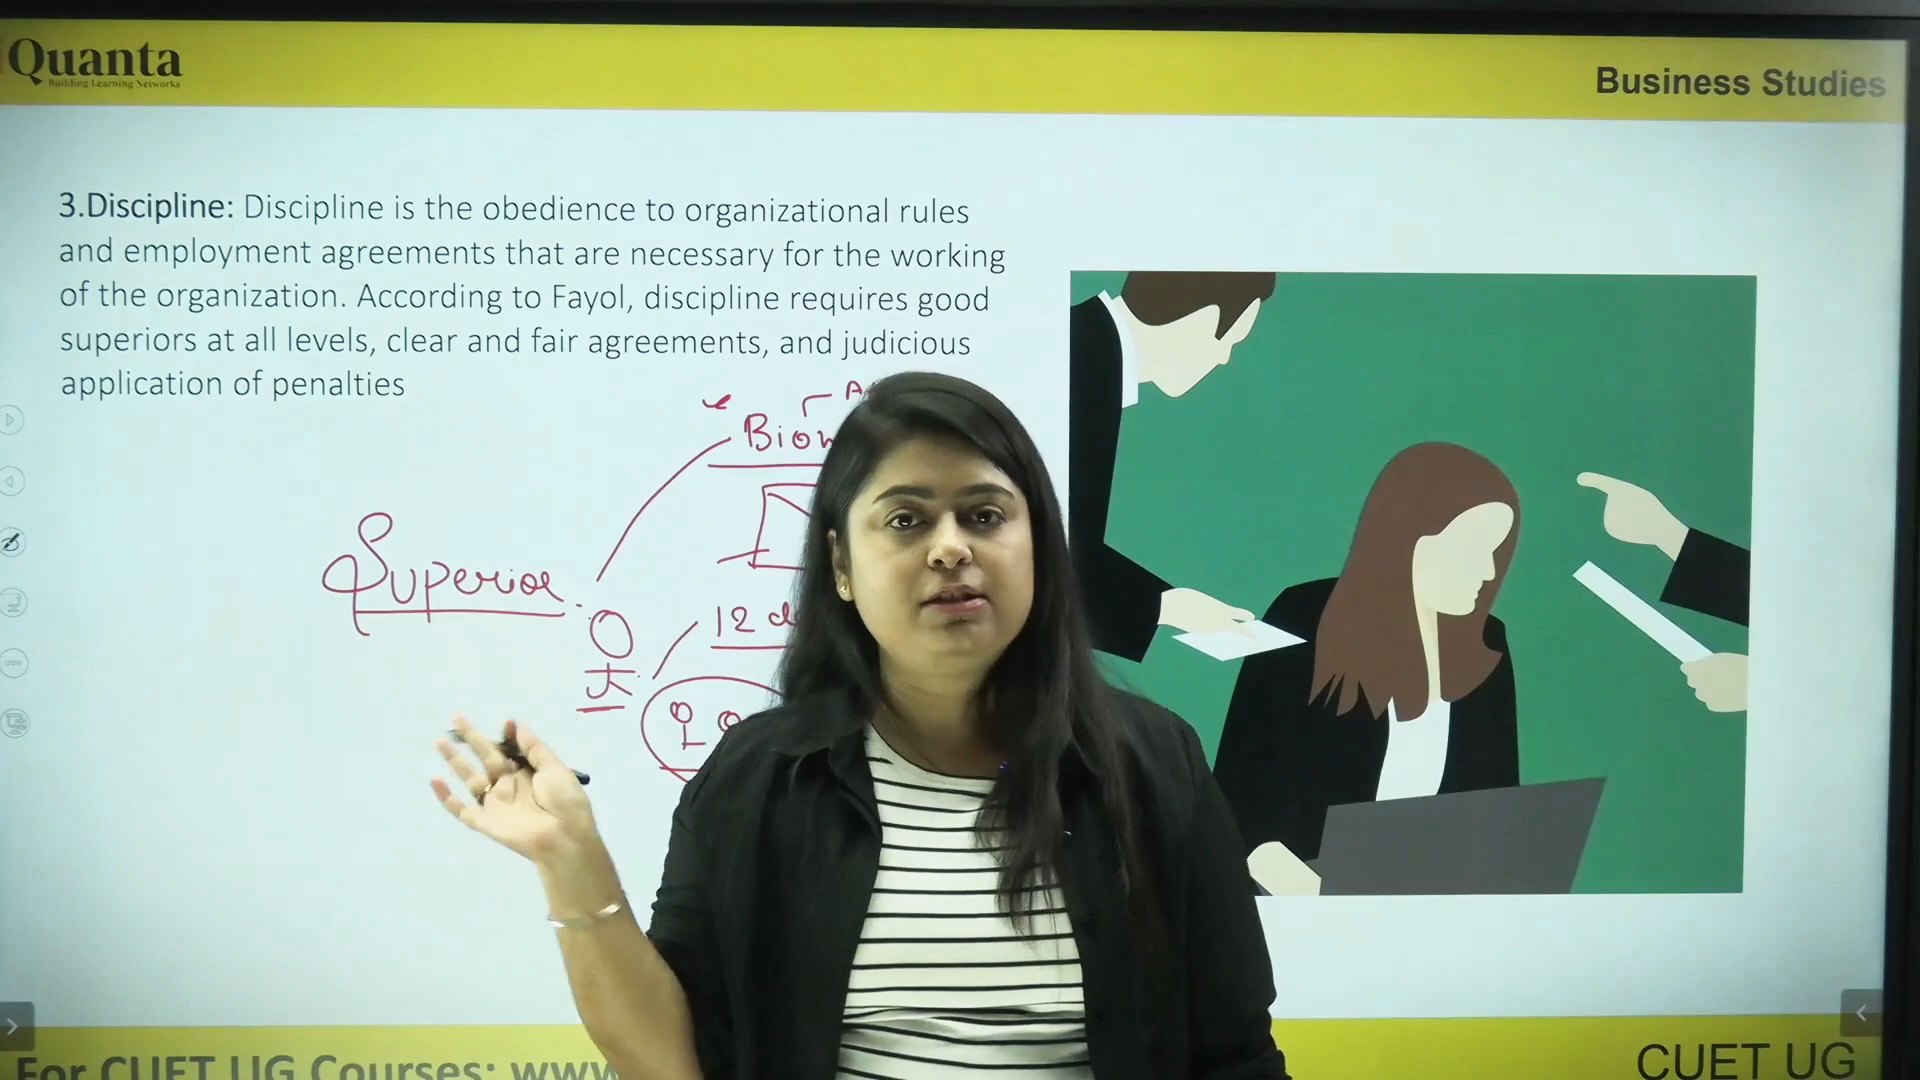 Quanta
Building Learning Networks
Business Studies
3.Discipline: Discipline is the obedience to organizational rules
and employment agreements that are necessary for the working
of the organization. According to Fayol, discipline requires good
superiors at all levels, clear and fair agreements, and judicious
application of penalties
A
Bion
Superior
12 d
For CUET UG Courses: www
CUET UG